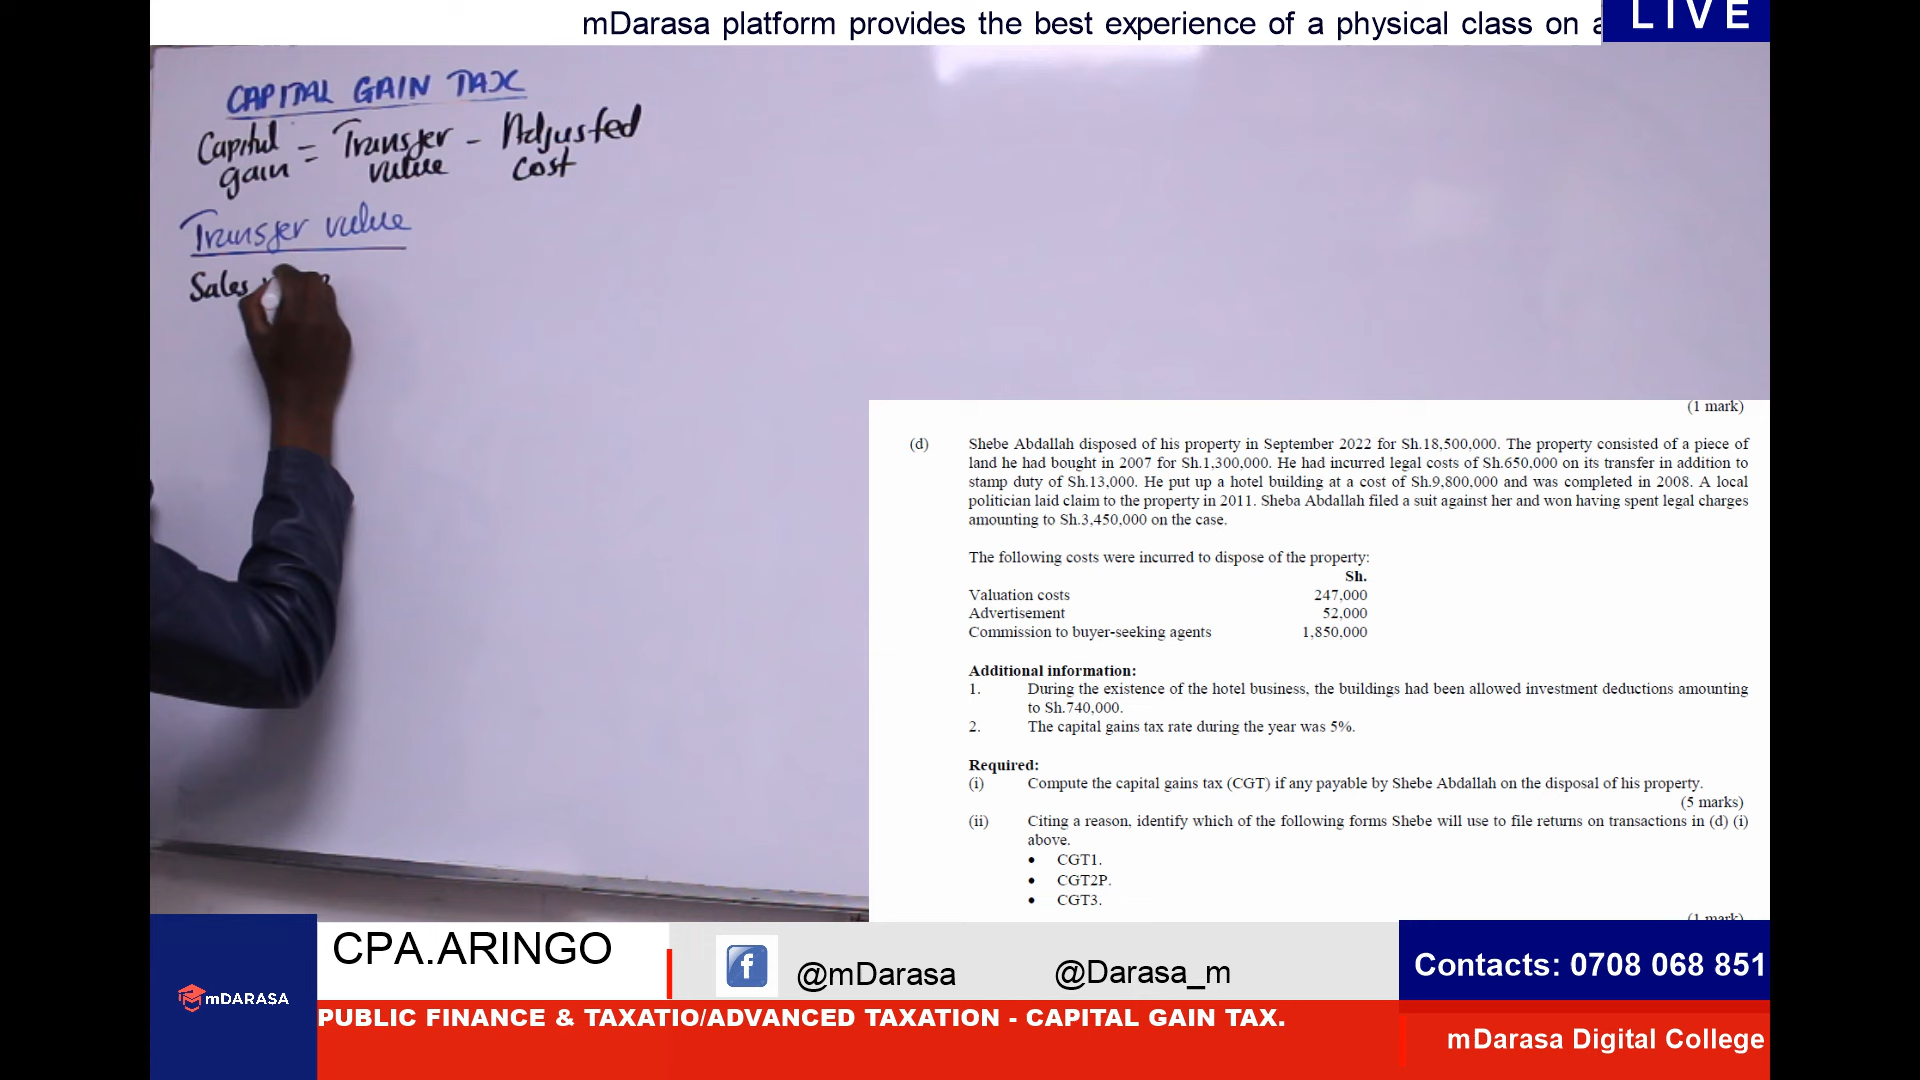 mDarasa platform provides the best experience of a physical class on a
LIVE
CAPITAL GAIN TAX
Capital gain = Transfer value - Adjusted cost
Transfer value
Sales
(1 mark)
(d) Shebe Abdallah disposed of his property in September 2022 for Sh.18,500,000. The property consisted of a piece of
land he had bought in 2007 for Sh.1,300,000. He had incurred legal costs of Sh.650,000 on its transfer in addition to
stamp duty of Sh.13,000. He put up a hotel building at a cost of Sh.9,800,000 and was completed in 2008. A local
politician laid claim to the property in 2011. Sheba Abdallah filed a suit against her and won having spent legal charges
amounting to Sh.3,450,000 on the case.
The following costs were incurred to dispose of the property:
Sh.
Valuation costs 247,000
Advertisement 52,000
Commission to buyer-seeking agents 1,850,000
Additional information:
1. During the existence of the hotel business, the buildings had been allowed investment deductions amounting
to Sh.740,000.
2. The capital gains tax rate during the year was 5%.
Required:
(i) Compute the capital gains tax (CGT) if any payable by Shebe Abdallah on the disposal of his property.
(5 marks)
(ii) Citing a reason, identify which of the following forms Shebe will use to file returns on transactions in (d) (i)
above.
• CGT1.
• CGT2P.
• CGT3.
(1 mark)
CPA.ARINGO
@mDarasa
@Darasa_m
Contacts: 0708 068 851
mDARASA
PUBLIC FINANCE & TAXATIO/ADVANCED TAXATION - CAPITAL GAIN TAX.
mDarasa Digital College